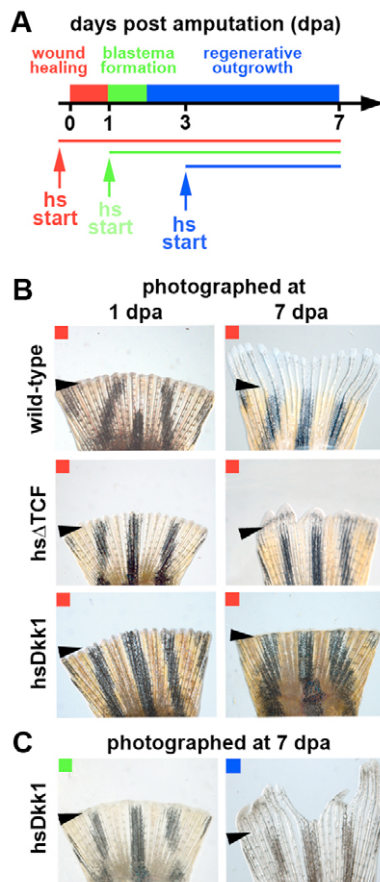 A days post amputation (dpa)
wound healing
blastema formation
regenerative outgrowth
0 1 3 7
hs start
hs start
hs start
B photographed at
1 dpa 7 dpa
wild-type
hsΔTCF
hsDkk1
C photographed at 7 dpa
hsDkk1